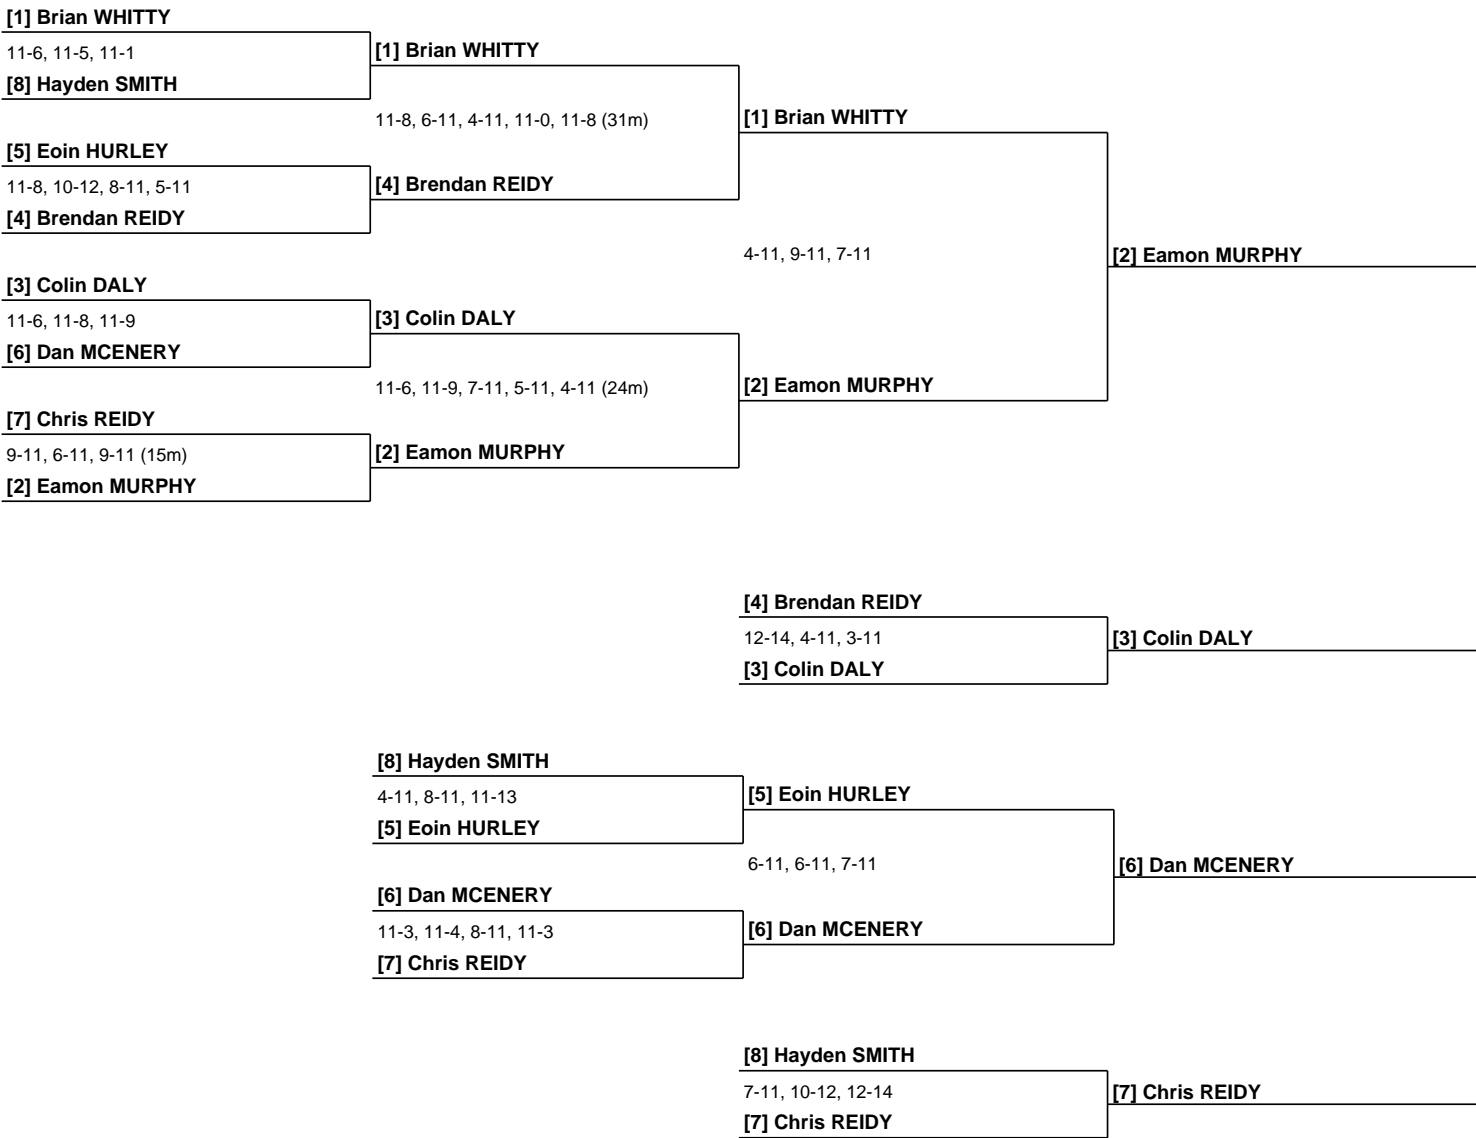 [1] Brian WHITTY
11-6, 11-5, 11-1
[8] Hayden SMITH
[1] Brian WHITTY
11-8, 6-11, 4-11, 11-0, 11-8 (31m)
[1] Brian WHITTY
[5] Eoin HURLEY
11-8, 10-12, 8-11, 5-11
[4] Brendan REIDY
[4] Brendan REIDY
4-11, 9-11, 7-11
[2] Eamon MURPHY
[3] Colin DALY
11-6, 11-8, 11-9
[6] Dan MCENERY
[3] Colin DALY
11-6, 11-9, 7-11, 5-11, 4-11 (24m)
[2] Eamon MURPHY
[7] Chris REIDY
9-11, 6-11, 9-11 (15m)
[2] Eamon MURPHY
[2] Eamon MURPHY
[4] Brendan REIDY
12-14, 4-11, 3-11
[3] Colin DALY
[3] Colin DALY
[8] Hayden SMITH
4-11, 8-11, 11-13
[5] Eoin HURLEY
[5] Eoin HURLEY
6-11, 6-11, 7-11
[6] Dan MCENERY
[6] Dan MCENERY
11-3, 11-4, 8-11, 11-3
[7] Chris REIDY
[6] Dan MCENERY
[8] Hayden SMITH
7-11, 10-12, 12-14
[7] Chris REIDY
[7] Chris REIDY